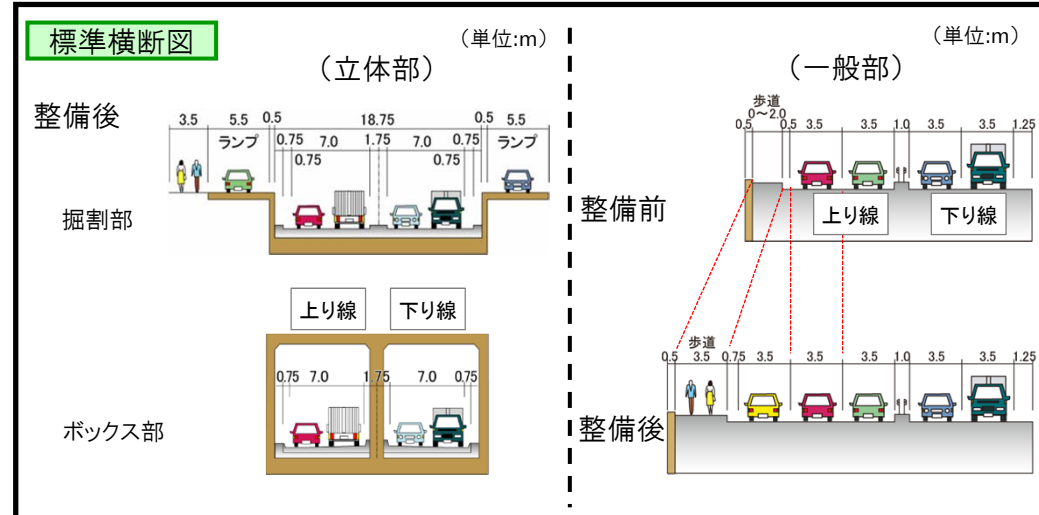 標準横断図
(単位:m)
(立体部)
整備後
3.5 5.5 0.5 18.75 0.5 5.5
ランプ 0.75 7.0 1.75 7.0 0.75 ランプ
0.75 0.75
掘割部
上り線 下り線
0.75 7.0 1.75 7.0 0.75
ボックス部
(単位:m)
(一般部)
歩道
0~2.0
0.5 0.5 3.5 3.5 1.0 3.5 3.5 1.25
整備前
上り線 下り線
歩道
0.5 3.5 0.75 3.5 3.5 3.5 1.0 3.5 3.5 1.25
整備後